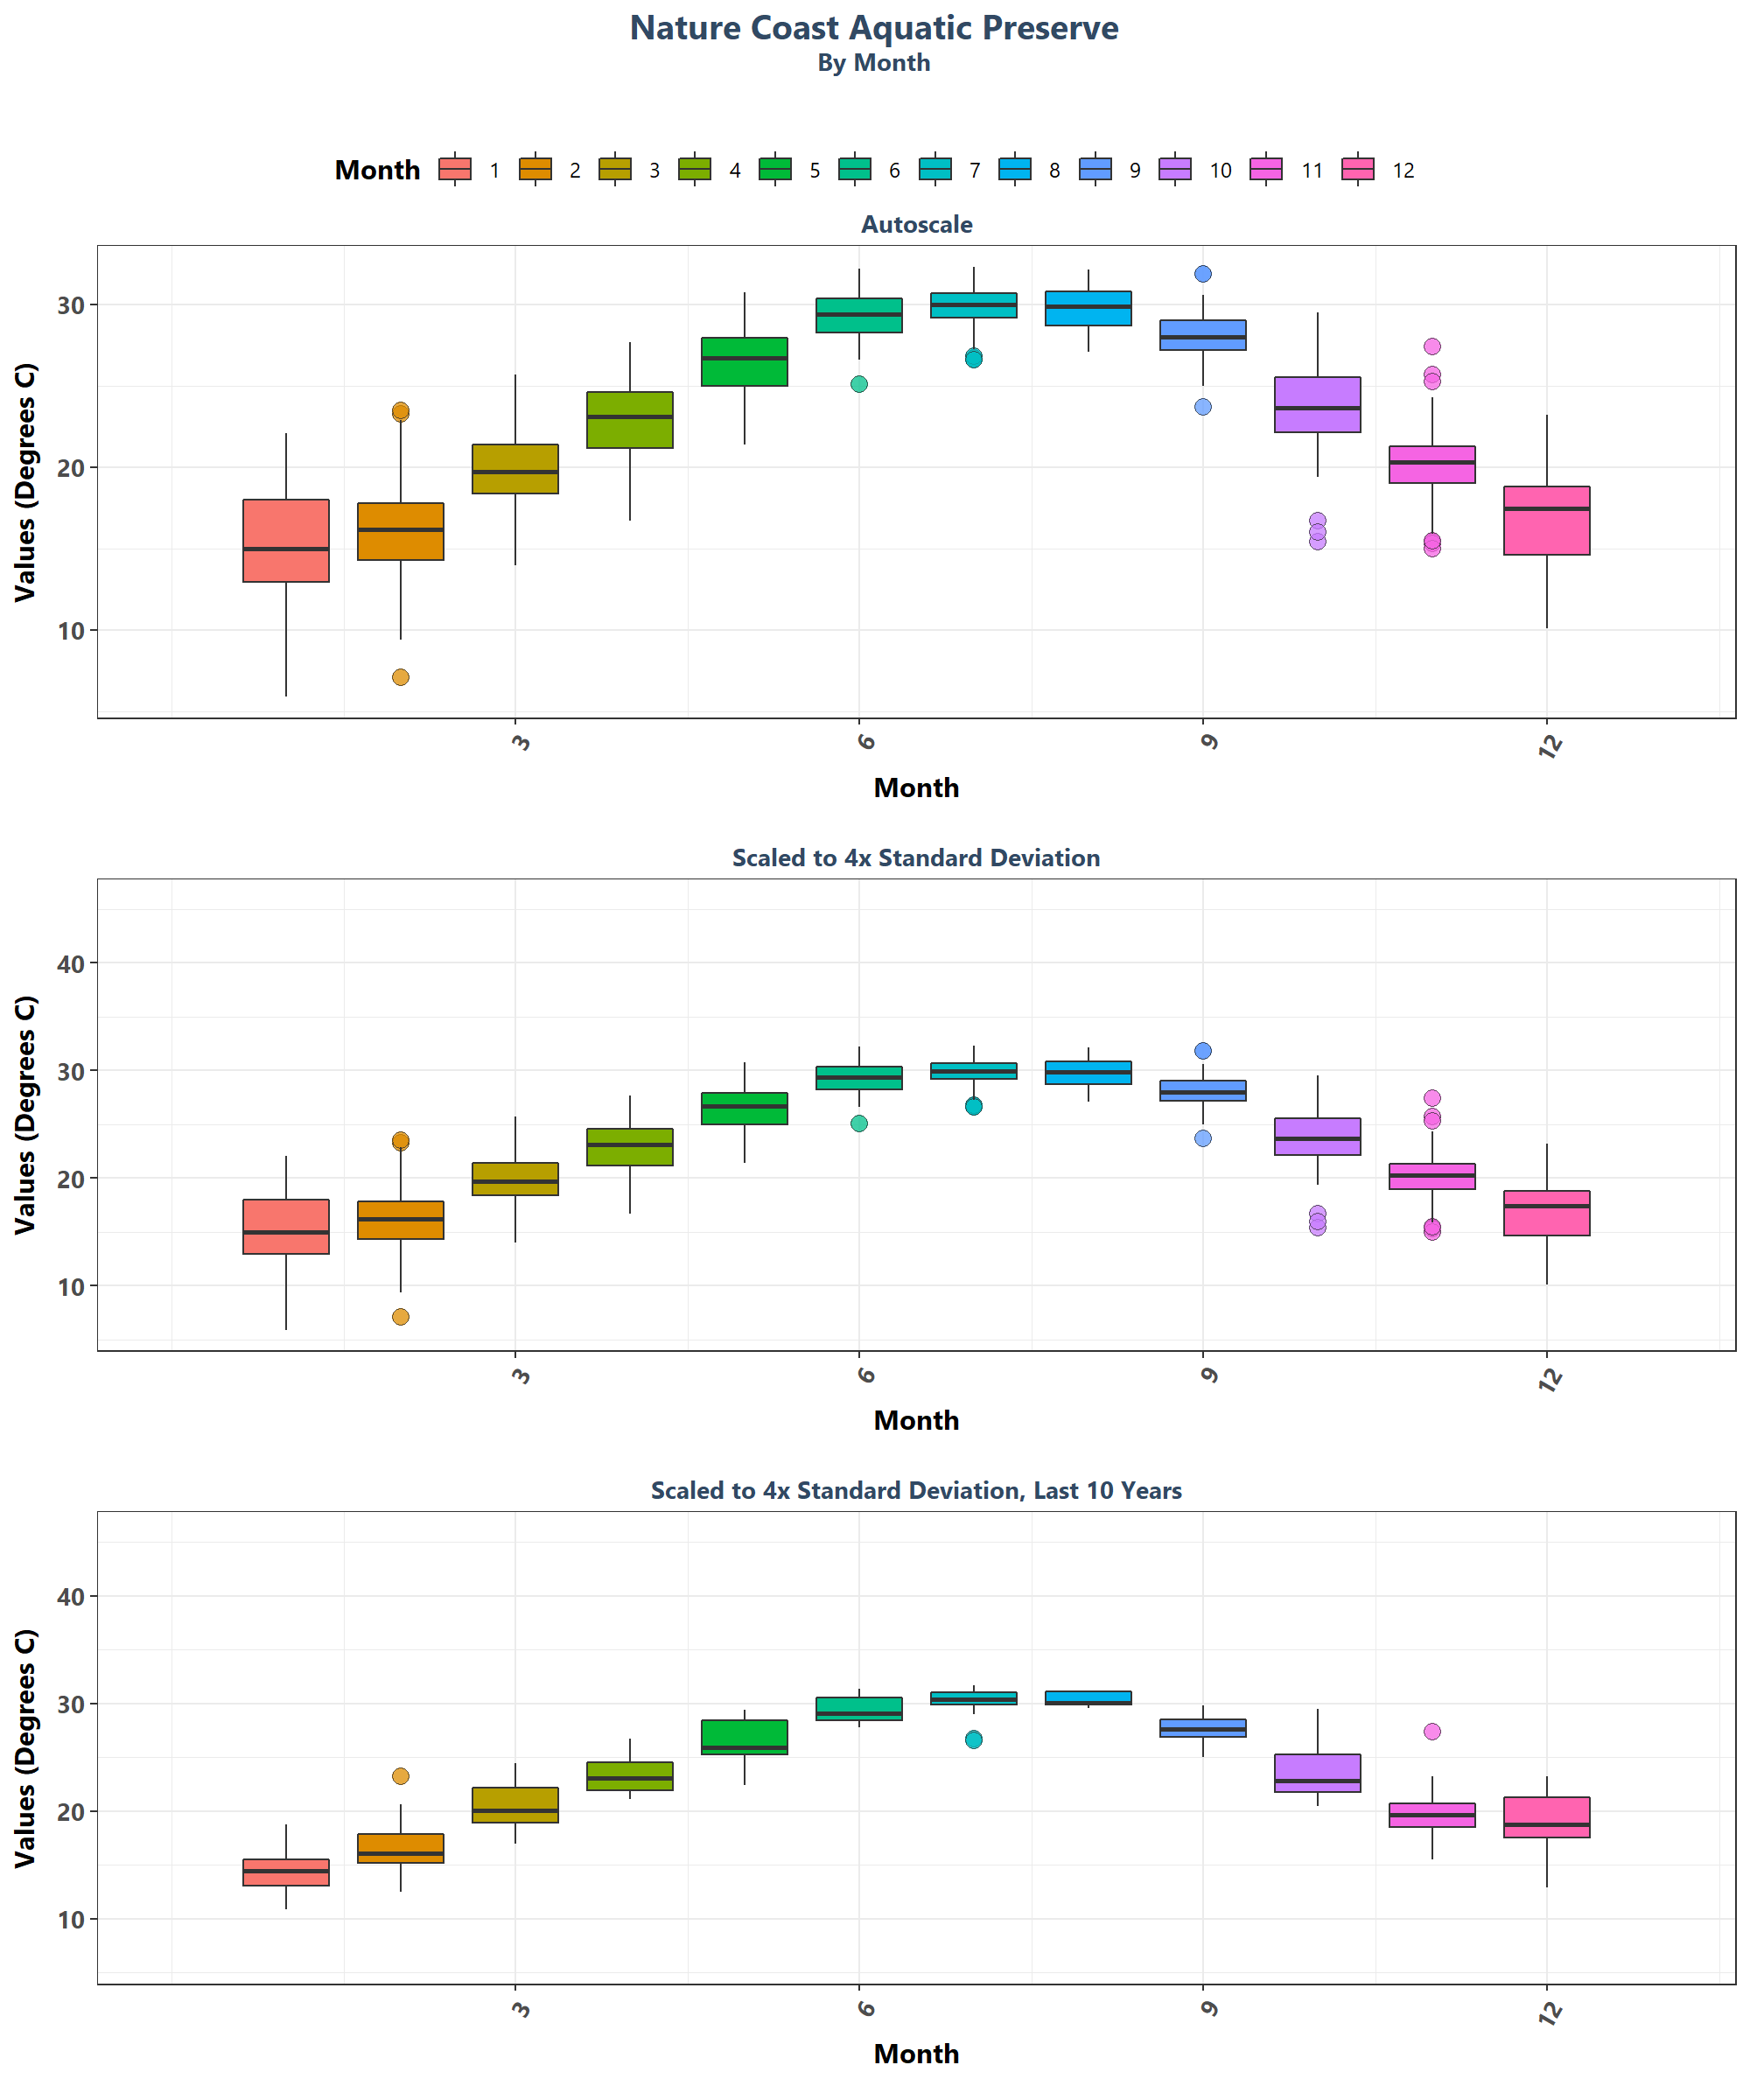 Nature Coast Aquatic Preserve
By Month
Month 1 2 3 4 5 6 7 8 9 10 11 12
Autoscale
Values (Degrees C)
30
20
10
3 6 9 12
Month
Scaled to 4x Standard Deviation
Values (Degrees C)
40
30
20
10
3 6 9 12
Month
Scaled to 4x Standard Deviation, Last 10 Years
Values (Degrees C)
40
30
20
10
3 6 9 12
Month